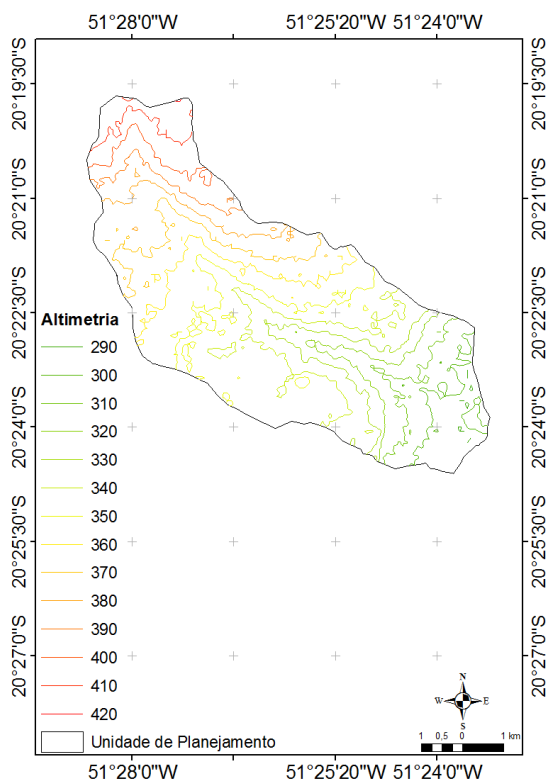 51°28'0"W 51°25'20"W 51°24'0"W
20°19'30"S 20°19'30"S
20°21'0"S 20°21'0"S
20°22'30"S 20°22'30"S
Altimetria
290
300
310
320
330
340
350
360
370
380
390
400
410
420
Unidade de Planejamento
20°24'0"S 20°24'0"S
20°25'30"S 20°25'30"S
20°27'0"S 20°27'0"S
N
W E
S
1 0,5 0 1 km
51°28'0"W 51°25'20"W 51°24'0"W